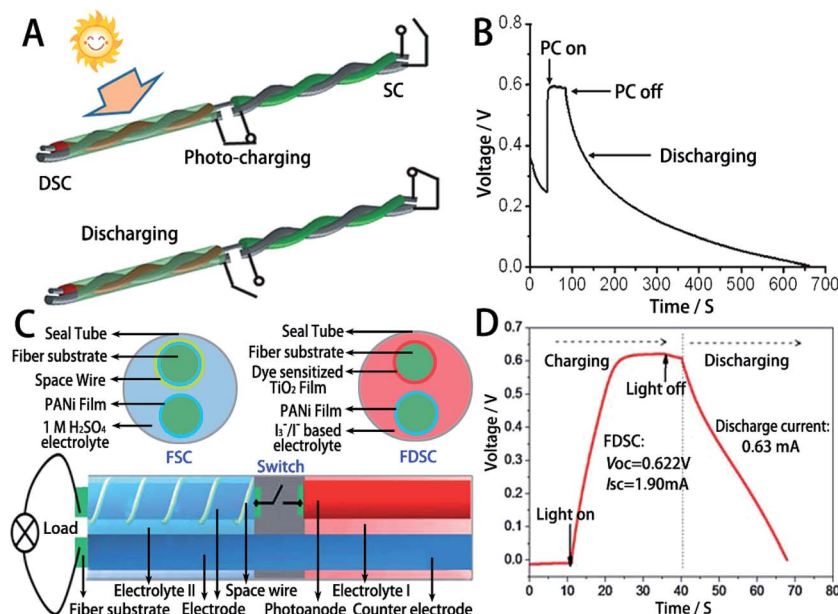 A
SC
Photo-charging
DSC
Discharging
B
PC on
PC off
Discharging
Voltage / V
0.8
0.6
0.4
0.2
0.0
0 100 200 300 400 500 600 700
Time / S
C
Seal Tube
Fiber substrate
Space Wire
PANi Film
1 M H₂SO₄
electrolyte
FSC
Seal Tube
Fiber substrate
Dye sensitized
TiO₂ Film
PANi Film
I₃⁻/I⁻ based
electrolyte
FDSC
Switch
Load
Electrolyte II
Space wire
Electrolyte I
Fiber substrate
Electrode
Photoanode
Counter electrode
D
Voltage / V
0.7
0.6
0.5
0.4
0.3
0.2
0.1
0.0
Charging
Discharging
Light off
Discharge current:
0.63 mA
FDSC:
Voc=0.622V
Isc=1.90mA
Light on
0 10 20 30 40 50 60 70 80
Time / S